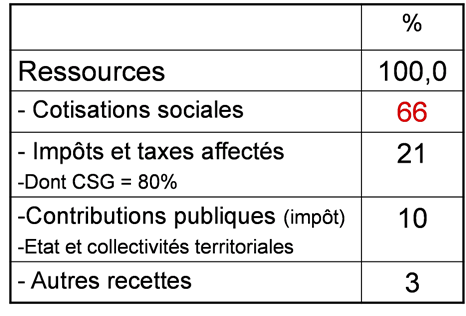 %
Ressources 100,0
- Cotisations sociales 66
- Impôts et taxes affectés 21
-Dont CSG = 80%
-Contributions publiques (impôt) 10
-Etat et collectivités territoriales
- Autres recettes 3